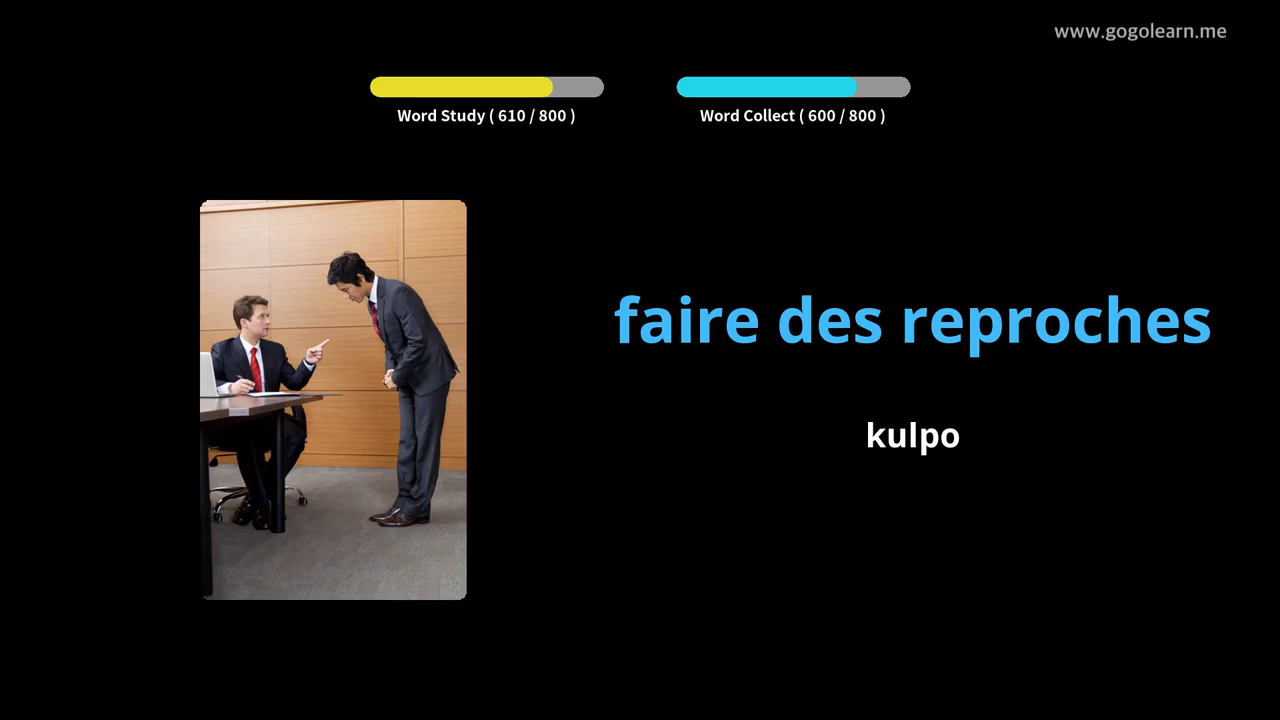 www.gogolearn.me
Word Study ( 610 / 800 )
Word Collect ( 600 / 800 )
faire des reproches
kulpo